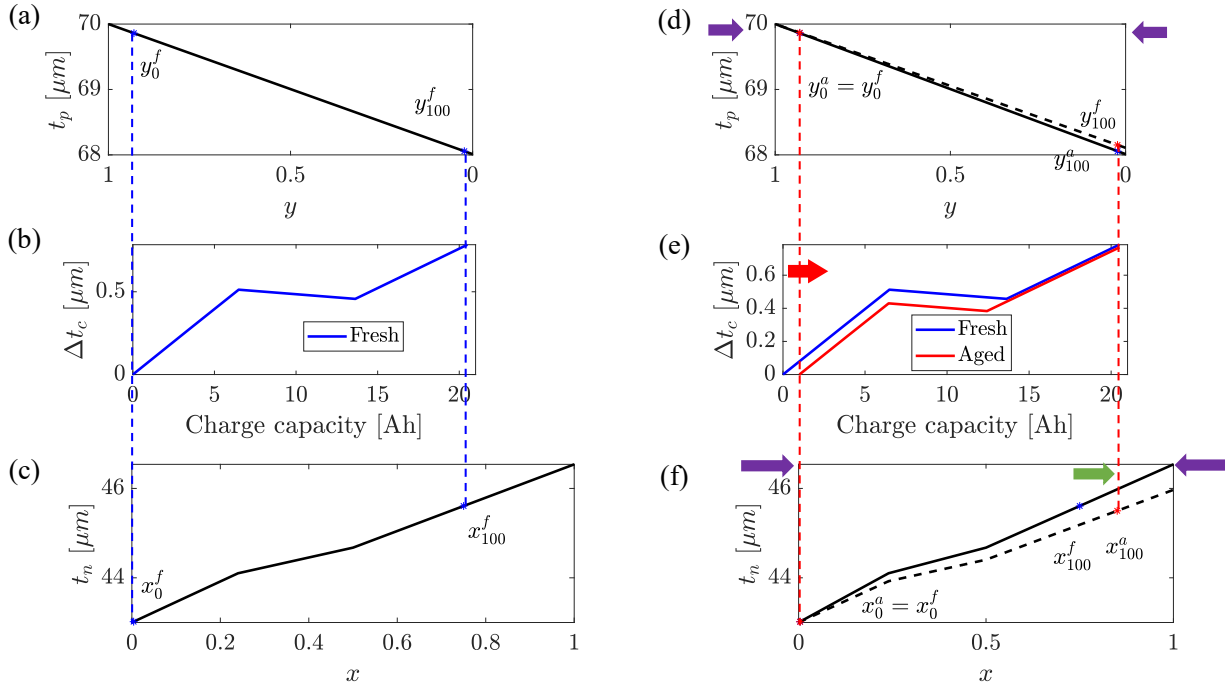 (a)
t_p [μm]
70
69
68
y_0^f
y_100^f
1
0.5
0
y
(b)
Δt_c [μm]
0.5
0
Fresh
0
5
10
15
20
Charge capacity [Ah]
(c)
t_n [μm]
46
44
x_0^f
x_100^f
0
0.2
0.4
0.6
0.8
1
x
(d)
t_p [μm]
70
69
68
y_0^a = y_0^f
y_100^f
y_100^a
1
0.5
0
y
(e)
Δt_c [μm]
0.6
0.4
0.2
0
Fresh
Aged
0
5
10
15
20
Charge capacity [Ah]
(f)
t_n [μm]
46
44
x_0^a = x_0^f
x_100^f
x_100^a
0
0.5
1
x